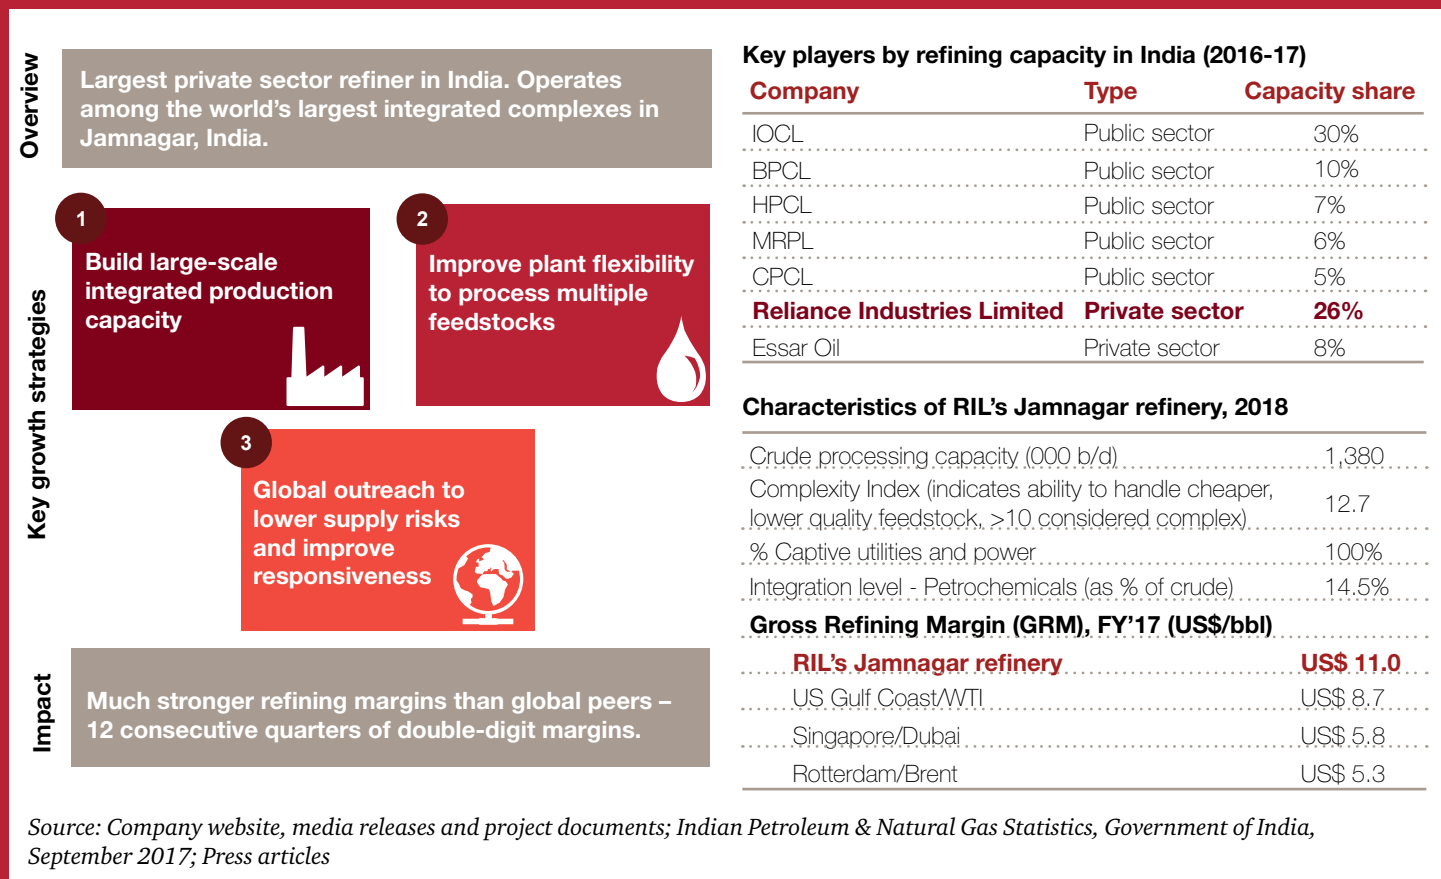 Overview
Largest private sector refiner in India. Operates
among the world's largest integrated complexes in
Jamnagar, India.
Key growth strategies
1
Build large-scale
integrated production
capacity
2
Improve plant flexibility
to process multiple
feedstocks
3
Global outreach to
lower supply risks
and improve
responsiveness
Impact
Much stronger refining margins than global peers –
12 consecutive quarters of double-digit margins.
Key players by refining capacity in India (2016-17)
Company Type Capacity share
IOCL Public sector 30%
BPCL Public sector 10%
HPCL Public sector 7%
MRPL Public sector 6%
CPCL Public sector 5%
Reliance Industries Limited Private sector 26%
Essar Oil Private sector 8%
Characteristics of RIL's Jamnagar refinery, 2018
Crude processing capacity (000 b/d) 1,380
Complexity Index (indicates ability to handle cheaper,
lower quality feedstock, >10 considered complex) 12.7
% Captive utilities and power 100%
Integration level - Petrochemicals (as % of crude) 14.5%
Gross Refining Margin (GRM), FY'17 (US$/bbl)
RIL's Jamnagar refinery US$ 11.0
US Gulf Coast/WTI US$ 8.7
Singapore/Dubai US$ 5.8
Rotterdam/Brent US$ 5.3
Source: Company website, media releases and project documents; Indian Petroleum & Natural Gas Statistics, Government of India,
September 2017; Press articles